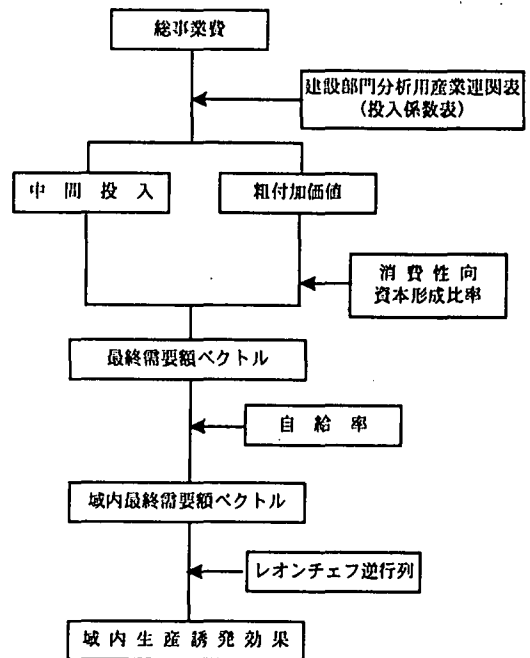 総事業費
建設部門分析用産業連関表
(投入係数表)
中間投入
粗付加価値
消費性向
資本形成比率
最終需要額ベクトル
自給率
域内最終需要額ベクトル
レオンチェフ逆行列
域内生産誘発効果